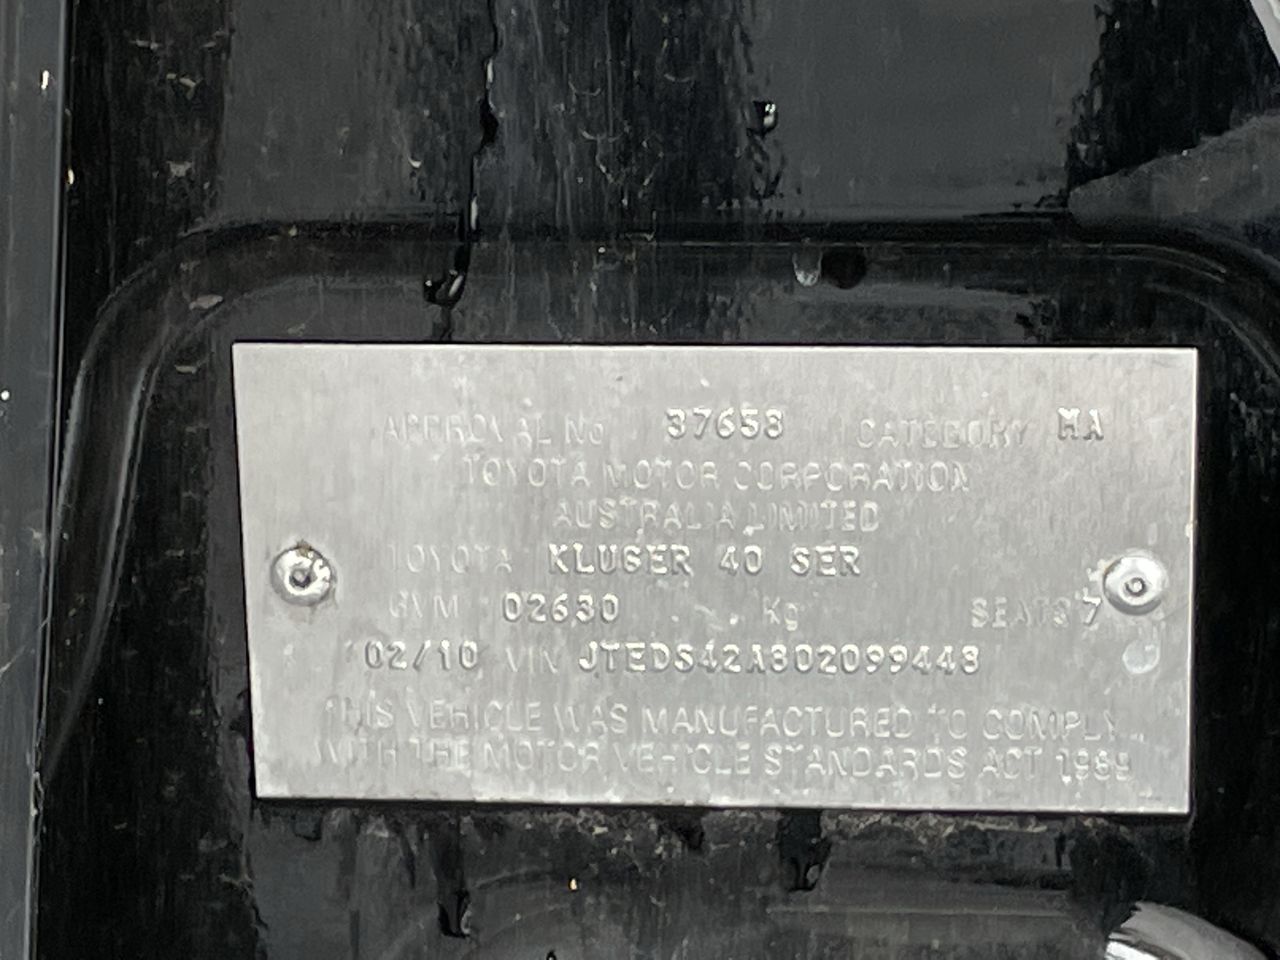 APPROVAL No 37658 CATEGORY MA
TOYOTA MOTOR CORPORATION
AUSTRALIA LIMITED
TOYOTA KLUGER 40 SER
GVM 02630 Kg SEATS 7
02/10 VIN JTEDS42A802099448
THIS VEHICLE WAS MANUFACTURED TO COMPLY
WITH THE MOTOR VEHICLE STANDARDS ACT 1989